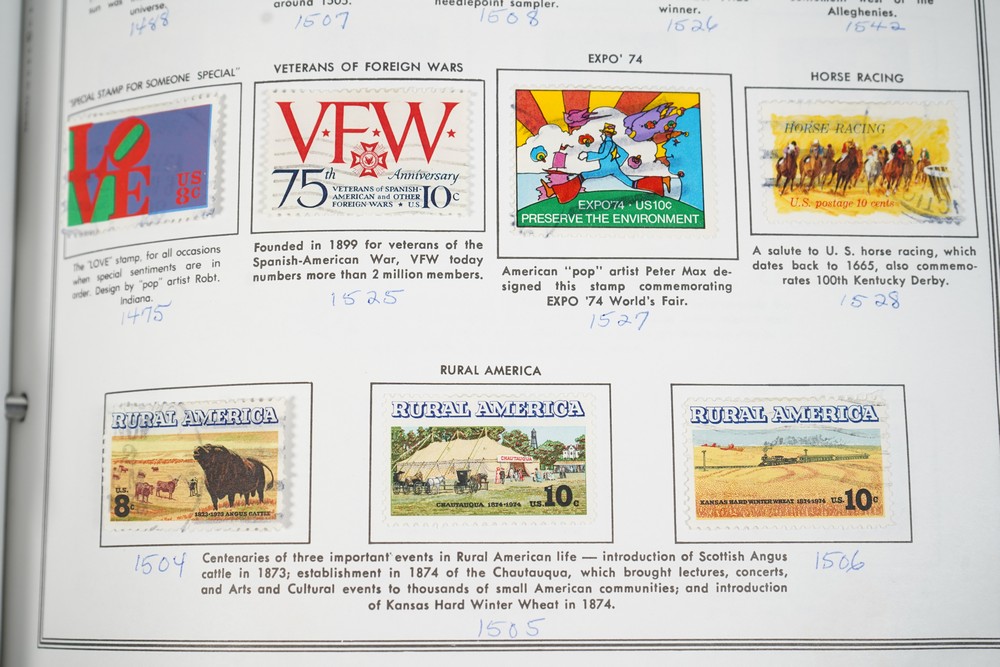 sun was
universe.
1488
around 1505.
1507
needlepoint sampler.
1508
winner.
1526
west of the
Alleghenies.
1542
"SPECIAL STAMP FOR SOMEONE SPECIAL"
LOVE
US
8c
The "LOVE" stamp, for all occasions
when special sentiments are in
order. Design by "pop" artist Robt.
Indiana.
1475
VETERANS OF FOREIGN WARS
V·F·W·
75th
Anniversary
VETERANS OF SPANISH-
AMERICAN and OTHER
FOREIGN WARS ★ U.S.
10c
Founded in 1899 for veterans of the
Spanish-American War, VFW today
numbers more than 2 million members.
1525
EXPO' 74
EXPO'74 · US10C
PRESERVE THE ENVIRONMENT
American "pop" artist Peter Max de-
signed this stamp commemorating
EXPO '74 World's Fair.
1527
HORSE RACING
HORSE RACING
U.S. postage 10 cents
A salute to U. S. horse racing, which
dates back to 1665, also commemo-
rates 100th Kentucky Derby.
1528
RURAL AMERICA
RURAL AMERICA
U.S.
8c
1873-1973 ANGUS CATTLE
RURAL AMERICA
CHAUTAUQUA
CHAUTAUQUA 1874-1974
U.S. 10c
RURAL AMERICA
KANSAS HARD WINTER WHEAT 1874-1974
U.S. 10c
1504
Centenaries of three important events in Rural American life — introduction of Scottish Angus
cattle in 1873; establishment in 1874 of the Chautauqua, which brought lectures, concerts,
and Arts and Cultural events to thousands of small American communities; and introduction
of Kansas Hard Winter Wheat in 1874.
1506
1505